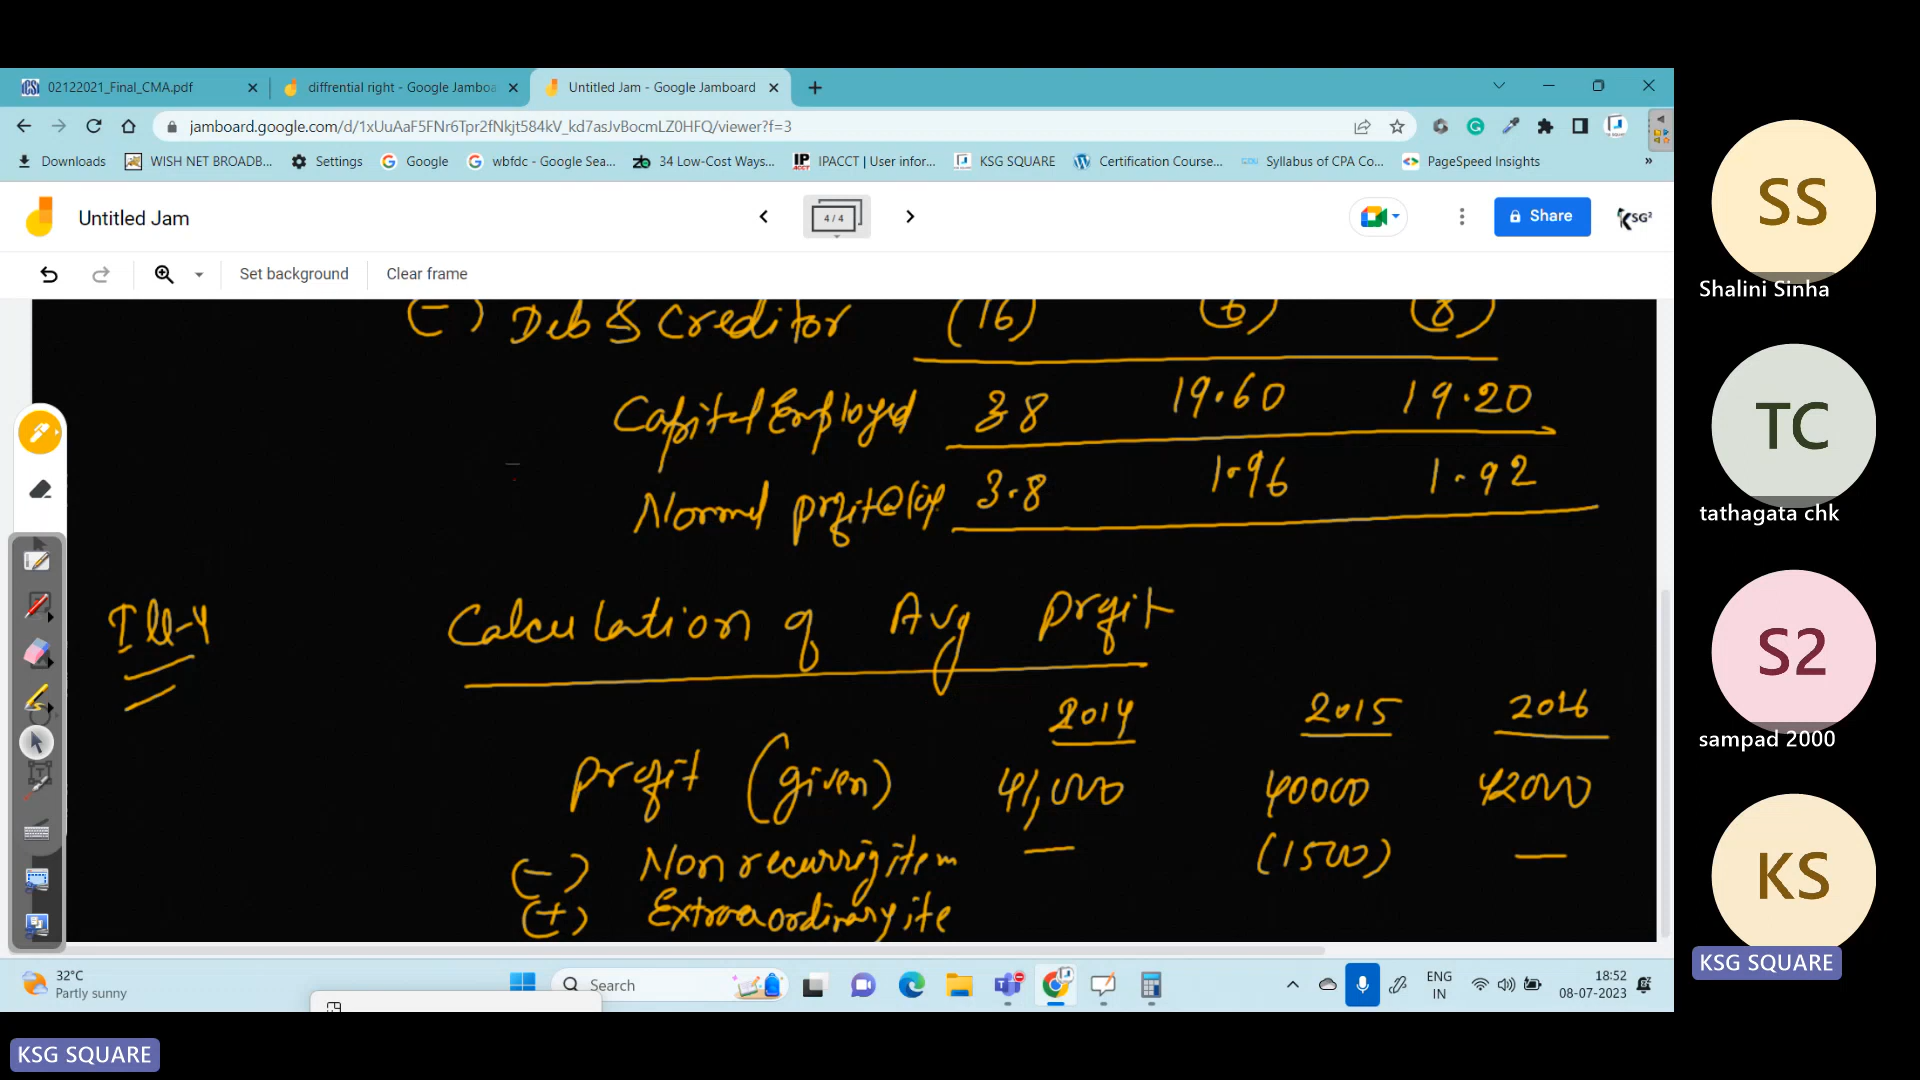 02122021_Final_CMA.pdf
diffrential right - Google Jamboa
Untitled Jam - Google Jamboard
jamboard.google.com/d/1xUuAaF5FNr6Tpr2fNkjt584kV_kd7asJvBocmLZ0HFQ/viewer?f=3
Downloads WISH NET BROADB... Settings Google wbfdc - Google Sea... 34 Low-Cost Ways... IPACCT | User infor... KSG SQUARE Certification Course... Syllabus of CPA Co... PageSpeed Insights »
Untitled Jam
4 / 4
Share
KSG²
Set background Clear frame
(-) Deb & Creditor (16) (6) (8)
Capital Employed 38 19.60 19.20
Normal profit@10% 3.8 1.96 1.92
Ill-4 Calculation of Avg Profit
2014 2015 2016
Profit (given) 41,000 40000 42000
(-) Non recurring item — (1500) —
(+) Extraordinary ite
SS
Shalini Sinha
TC
tathagata chk
S2
sampad 2000
KS
KSG SQUARE
32°C
Partly sunny
Search
ENG
IN
18:52
08-07-2023
KSG SQUARE